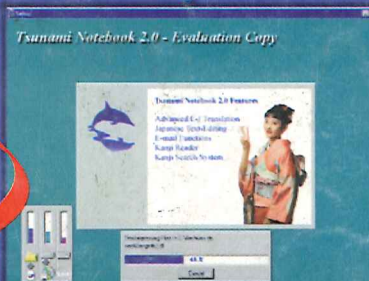 Tsunami Notebook 2.0 - Evaluation Copy
Tsunami Notebook 2.0 Features
Advanced E-J Translation
Japanese Text-Editing
E-mail Functions
Kanji Reader
Kanji Search System
Cancel